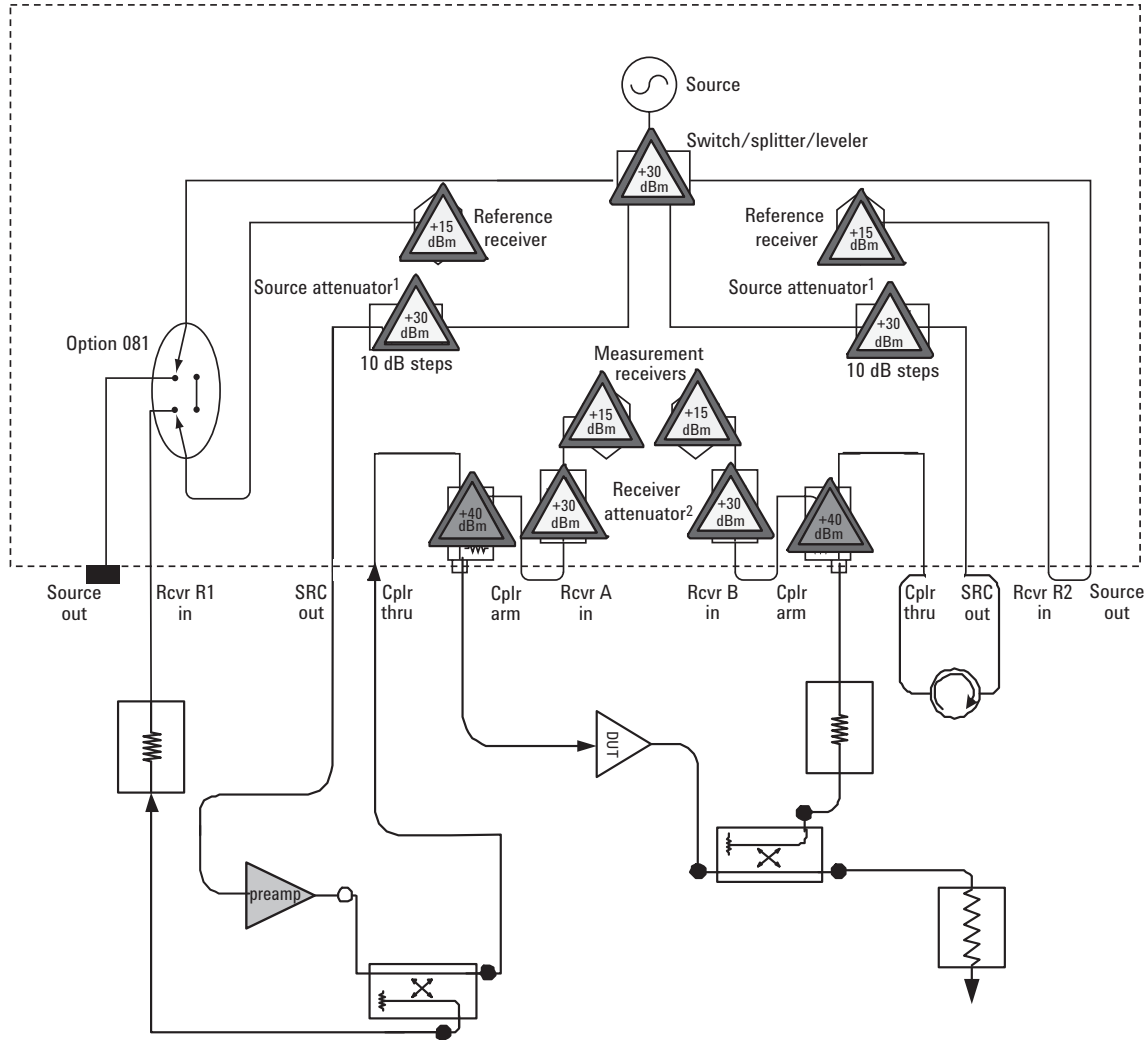 Source
Switch/splitter/leveler
+30
dBm
+15
dBm
Reference
receiver
Reference
receiver
+15
dBm
Source attenuator1
+30
dBm
10 dB steps
Source attenuator1
+30
dBm
10 dB steps
Option 081
Measurement
receivers
+15
dBm
+15
dBm
+40
dBm
+30
dBm
Receiver
attenuator2
+30
dBm
+40
dBm
Source
out
Rcvr R1
in
SRC
out
Cplr
thru
Cplr
arm
Rcvr A
in
Rcvr B
in
Cplr
arm
Cplr
thru
SRC
out
Rcvr R2
in
Source
out
DUT
preamp